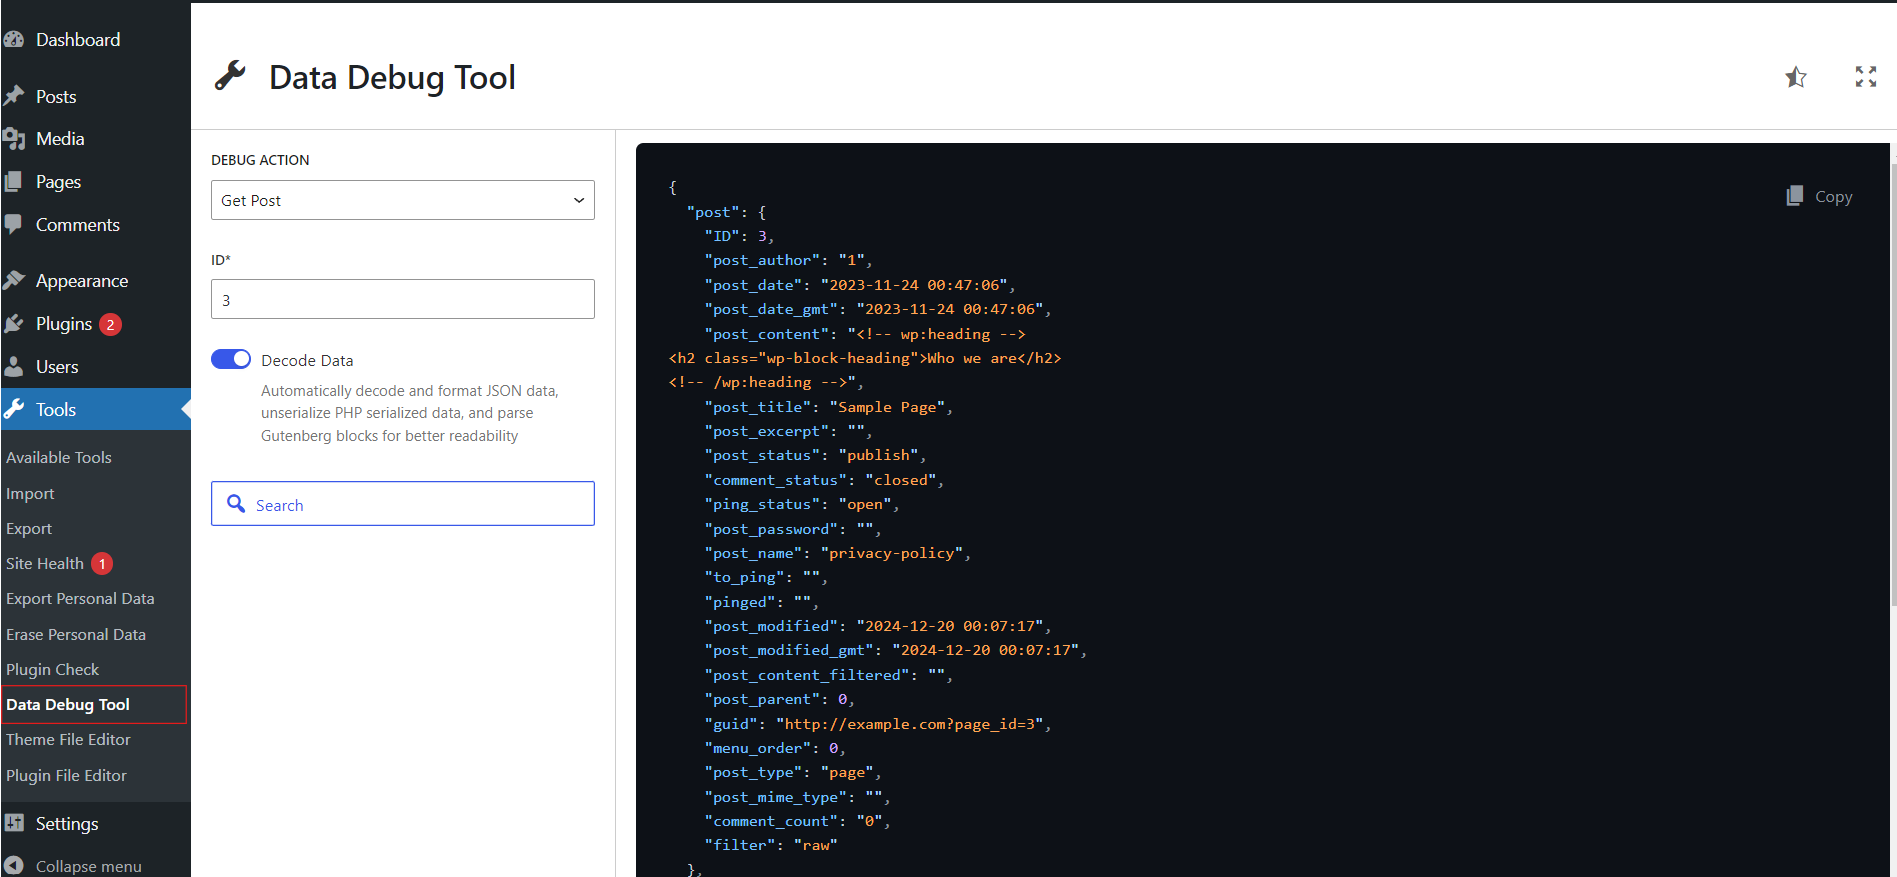 Dashboard
Posts
Media
Pages
Comments
Appearance
Plugins 2
Users
Tools
Available Tools
Import
Export
Site Health 1
Export Personal Data
Erase Personal Data
Plugin Check
Data Debug Tool
Theme File Editor
Plugin File Editor
Settings
Collapse menu
Data Debug Tool
DEBUG ACTION
Get Post
ID*
3
Decode Data
Automatically decode and format JSON data,
unserialize PHP serialized data, and parse
Gutenberg blocks for better readability
Search
Copy
{
"post": {
"ID": 3,
"post_author": "1",
"post_date": "2023-11-24 00:47:06",
"post_date_gmt": "2023-11-24 00:47:06",
"post_content": "<!-- wp:heading -->
<h2 class="wp-block-heading">Who we are</h2>
<!-- /wp:heading -->",
"post_title": "Sample Page",
"post_excerpt": "",
"post_status": "publish",
"comment_status": "closed",
"ping_status": "open",
"post_password": "",
"post_name": "privacy-policy",
"to_ping": "",
"pinged": "",
"post_modified": "2024-12-20 00:07:17",
"post_modified_gmt": "2024-12-20 00:07:17",
"post_content_filtered": "",
"post_parent": 0,
"guid": "http://example.com?page_id=3",
"menu_order": 0,
"post_type": "page",
"post_mime_type": "",
"comment_count": "0",
"filter": "raw"
},